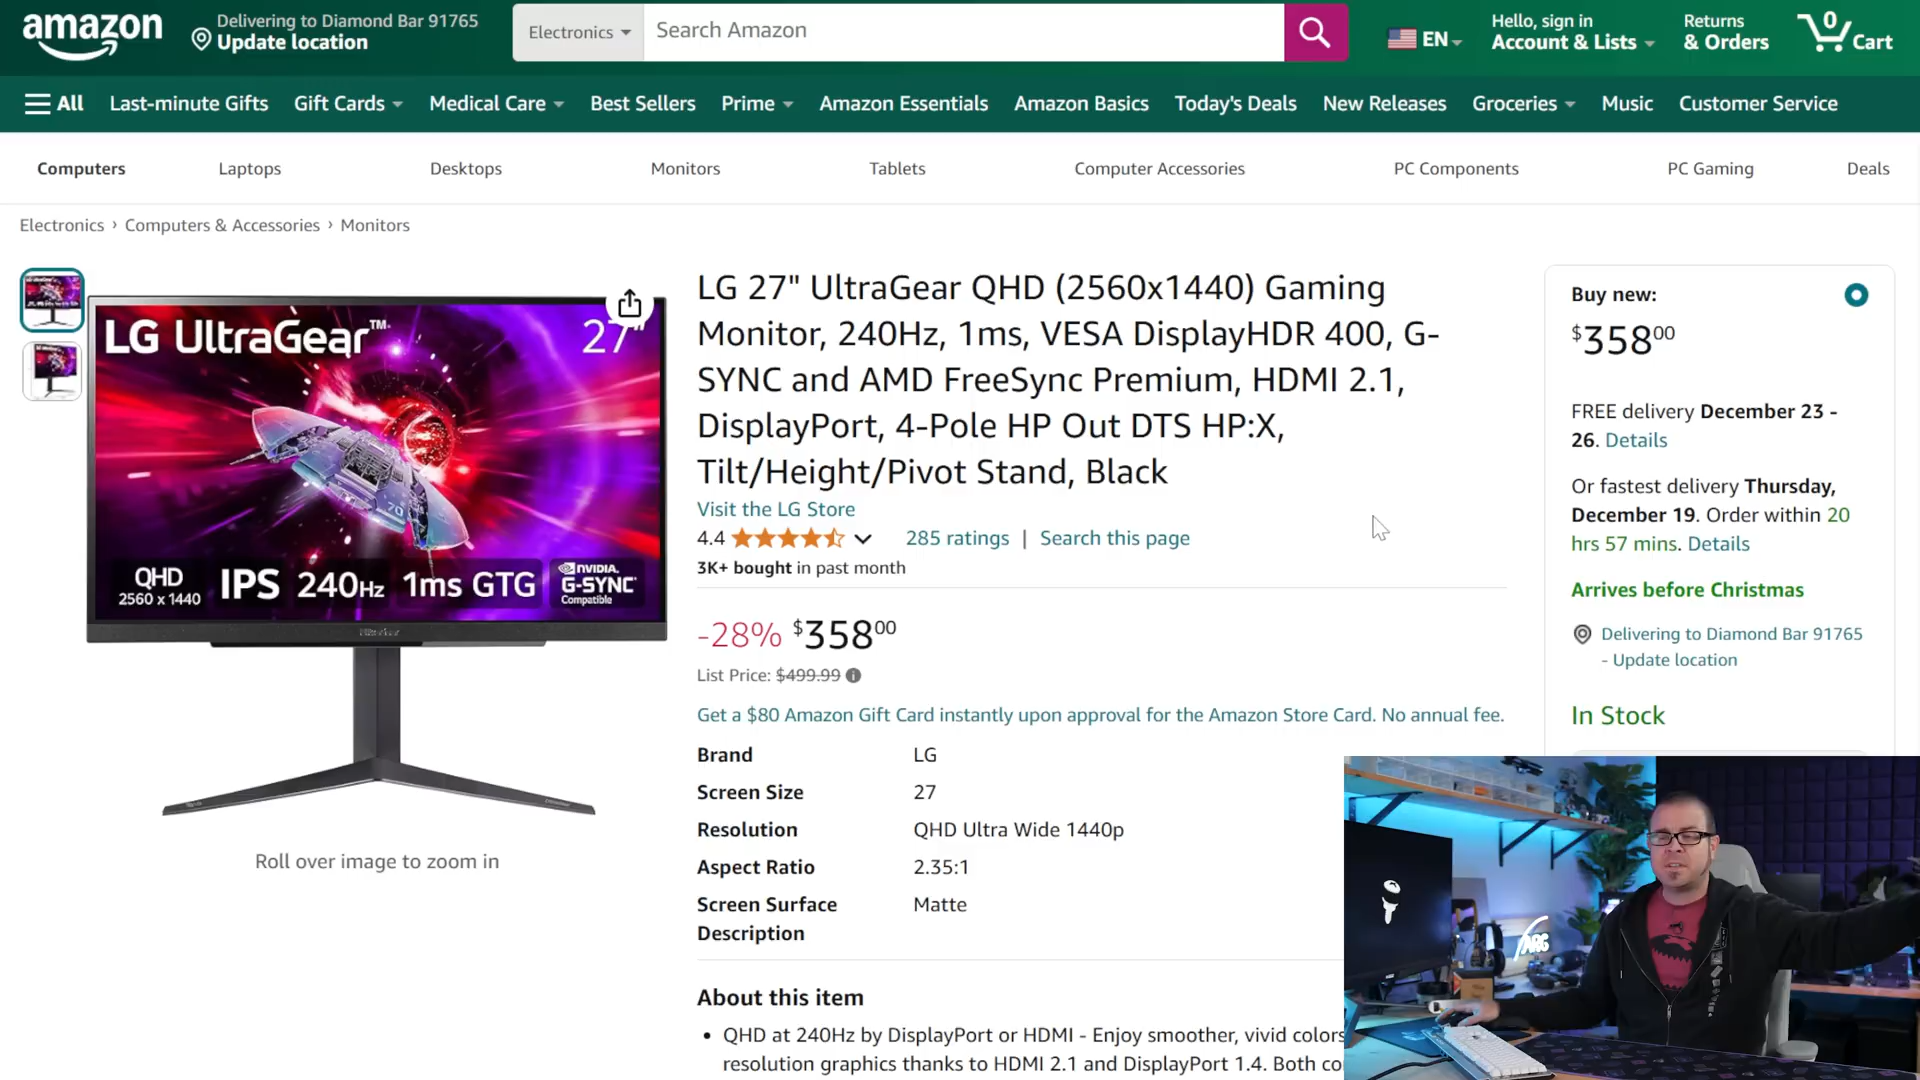 amazon
Delivering to Diamond Bar 91765
Update location
Electronics
Search Amazon
EN
Hello, sign in
Account & Lists
Returns
& Orders
0
Cart
All
Last-minute Gifts
Gift Cards
Medical Care
Best Sellers
Prime
Amazon Essentials
Amazon Basics
Today's Deals
New Releases
Groceries
Music
Customer Service
Computers
Laptops
Desktops
Monitors
Tablets
Computer Accessories
PC Components
PC Gaming
Deals
Electronics › Computers & Accessories › Monitors
LG UltraGear™
27"
QHD
2560 x 1440
IPS
240Hz
1ms GTG
NVIDIA.
G-SYNC
Compatible
Roll over image to zoom in
LG 27" UltraGear QHD (2560x1440) Gaming
Monitor, 240Hz, 1ms, VESA DisplayHDR 400, G-
SYNC and AMD FreeSync Premium, HDMI 2.1,
DisplayPort, 4-Pole HP Out DTS HP:X,
Tilt/Height/Pivot Stand, Black
Visit the LG Store
4.4
285 ratings | Search this page
3K+ bought in past month
-28% $35800
List Price: $499.99
Get a $80 Amazon Gift Card instantly upon approval for the Amazon Store Card. No annual fee.
Brand LG
Screen Size 27
Resolution QHD Ultra Wide 1440p
Aspect Ratio 2.35:1
Screen Surface Matte
Description
About this item
• QHD at 240Hz by DisplayPort or HDMI - Enjoy smoother, vivid colors
resolution graphics thanks to HDMI 2.1 and DisplayPort 1.4. Both co
Buy new:
$35800
FREE delivery December 23 -
26. Details
Or fastest delivery Thursday,
December 19. Order within 20
hrs 57 mins. Details
Arrives before Christmas
Delivering to Diamond Bar 91765
- Update location
In Stock
ARG